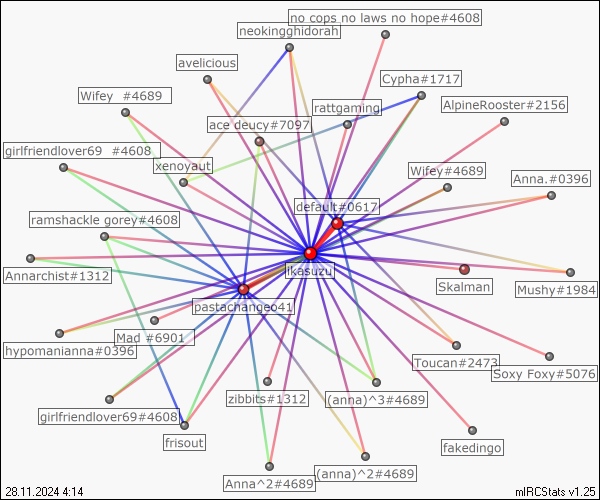 no cops no laws no hope#4608
neokingghidorah
avelicious
Cypha#1717
Wifey #4689
rattgaming
AlpineRooster#2156
ace deucy#7097
girlfriendlover69 #4608
xenoyaut
Wifey#4689
Anna.#0396
default#0617
ramshackle gorey#4608
Annarchist#1312
ikasuzu
Skalman
Mushy#1984
pastachangeo41
Mad #6901
hypomanianna#0396
Toucan#2473
Soxy Foxy#5076
zibbits#1312
(anna)^3#4689
girlfriendlover69#4608
frisout
fakedingo
Anna^2#4689
(anna)^2#4689
28.11.2024 4:14
mIRCStats v1.25